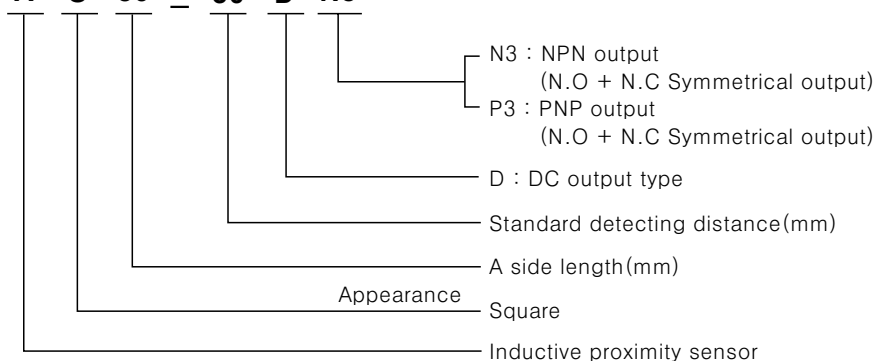 N3 : NPN output
(N.O + N.C Symmetrical output)
P3 : PNP output
(N.O + N.C Symmetrical output)
D : DC output type
Standard detecting distance(mm)
A side length(mm)
Appearance
Square
Inductive proximity sensor